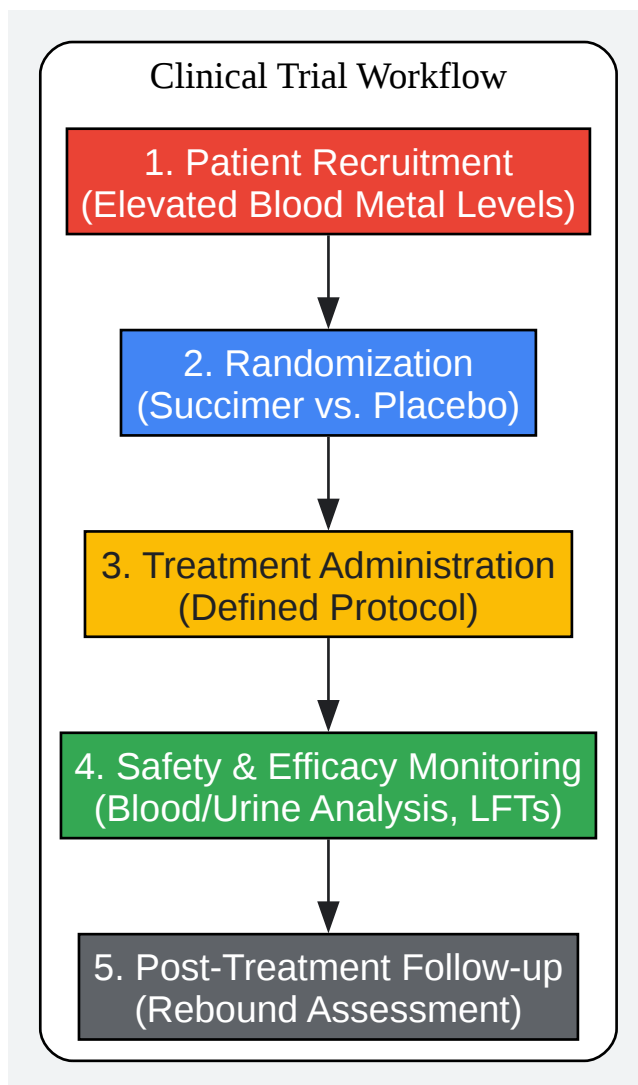 Clinical Trial Workflow
1. Patient Recruitment
(Elevated Blood Metal Levels)
2. Randomization
(Succimer vs. Placebo)
3. Treatment Administration
(Defined Protocol)
4. Safety & Efficacy Monitoring
(Blood/Urine Analysis, LFTs)
5. Post-Treatment Follow-up
(Rebound Assessment)